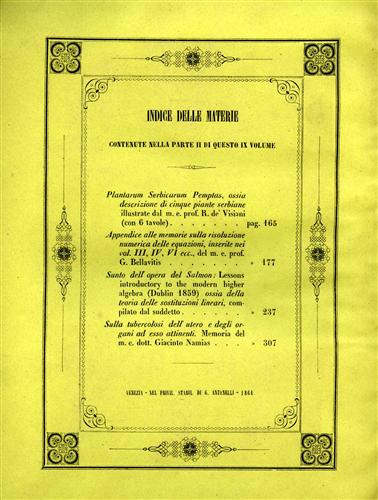 INDICE DELLE MATERIE
CONTENUTE NELLA PARTE II DI QUESTO IX VOLUME
Plantarum Serbicarum Pemptas, ossia
descrizione di cinque piante serbiane
illustrate dal m. e. prof. R. de' Visiani
(con 6 tavole) . . . . . . . pag. 165
Appendice alle memorie sulla risoluzione
numerica delle equazioni, inserite nei
vol. III, IV, VI ecc., del m. e. prof.
G. Bellavitis . . . . . . . » 177
Sunto dell' opera del Salmon: Lessons
introductory to the modern higher
algebra (Dublin 1859) ossia della
teoria delle sostituzioni lineari, com-
pilato dal suddetto . . . . . » 237
Sulla tubercolosi dell' utero e degli or-
gani ad esso attinenti. Memoria del
m. e. dott. Giacinto Namias . . . » 307
VENEZIA - NEL PRIVIL. STABIL. DI G. ANTONELLI - 1861